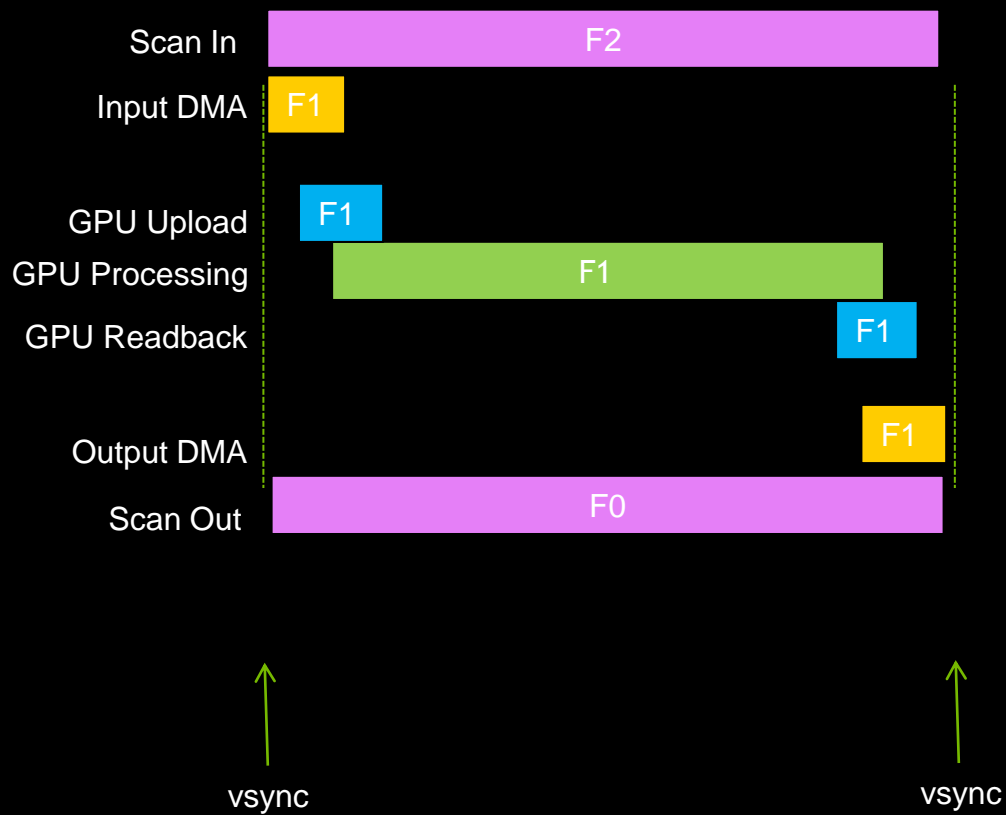 Scan In
F2
Input DMA
F1
GPU Upload
F1
GPU Processing
F1
GPU Readback
F1
Output DMA
F1
Scan Out
F0
vsync
vsync